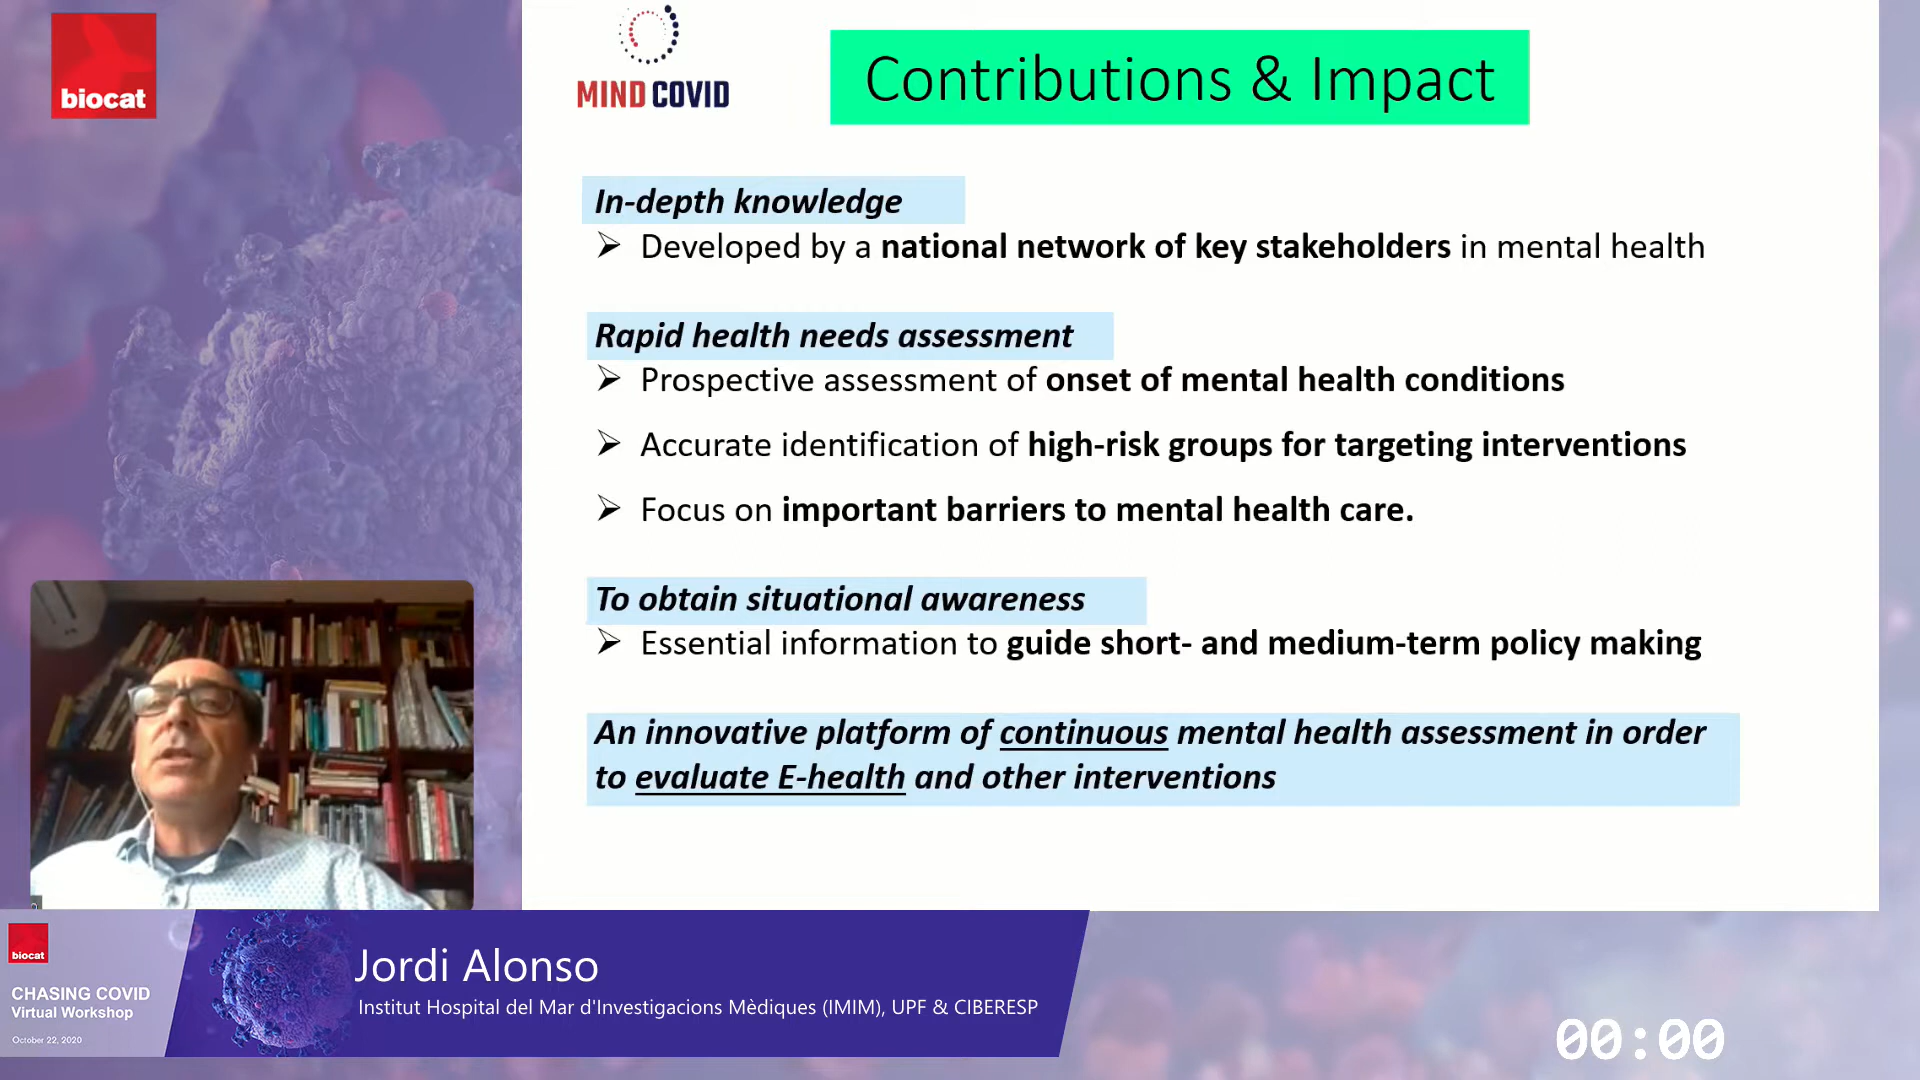 biocat
MIND COVID
Contributions & Impact
In-depth knowledge
➢ Developed by a national network of key stakeholders in mental health
Rapid health needs assessment
➢ Prospective assessment of onset of mental health conditions
➢ Accurate identification of high-risk groups for targeting interventions
➢ Focus on important barriers to mental health care.
To obtain situational awareness
➢ Essential information to guide short- and medium-term policy making
An innovative platform of continuous mental health assessment in order
to evaluate E-health and other interventions
biocat
CHASING COVID
Virtual Workshop
October 22, 2020
Jordi Alonso
Institut Hospital del Mar d'Investigacions Mèdiques (IMIM), UPF & CIBERESP
00:00